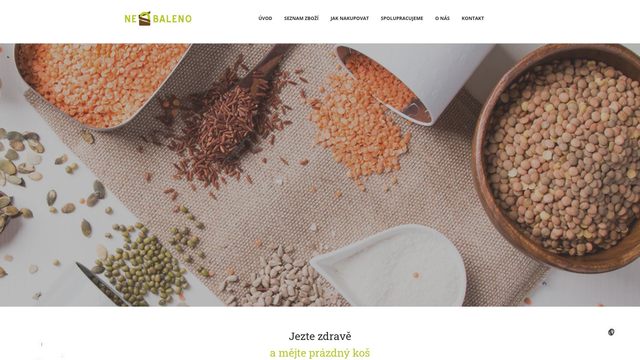 NE BALENO
ÚVOD SEZNAM ZBOŽÍ JAK NAKUPOVAT SPOLUPRACUJEME O NÁS KONTAKT
Jezte zdravě
a mějte prázdný koš